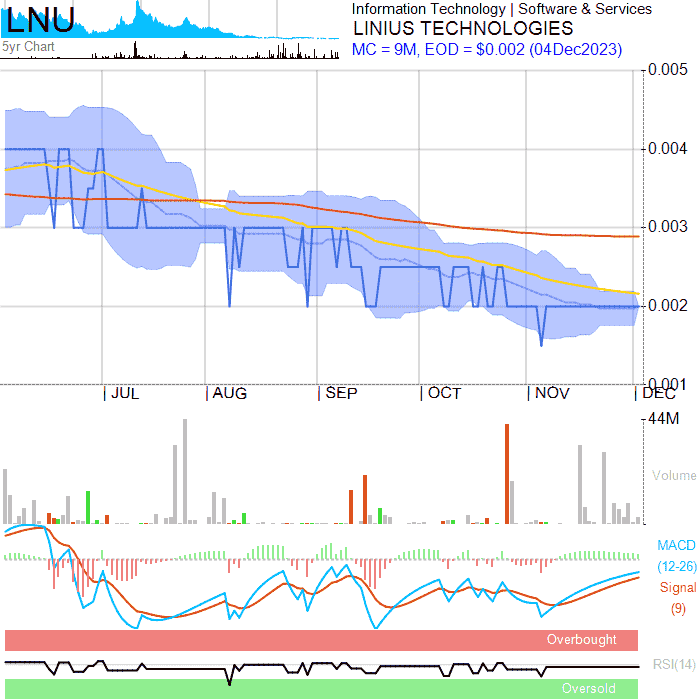 LNU
5yr Chart
Information Technology | Software & Services
LINIUS TECHNOLOGIES
MC = 9M, EOD = $0.002 (04Dec2023)
0.005
0.004
0.003
0.002
0.001
JUL
AUG
SEP
OCT
NOV
DEC
44M
Volume
MACD
(12-26)
Signal
(9)
Overbought
RSI(14)
Oversold